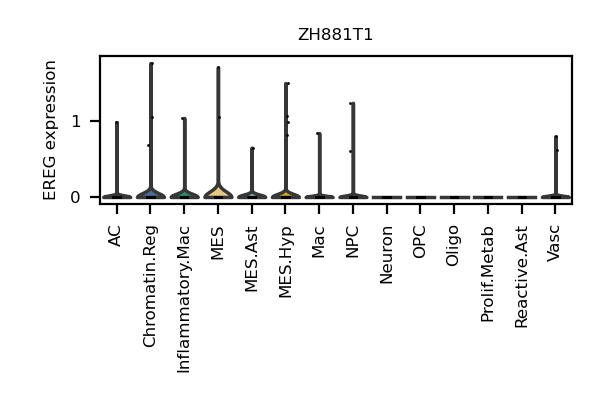 ZH881T1
EREG expression
1
0
AC
Chromatin.Reg
Inflammatory.Mac
MES
MES.Ast
MES.Hyp
Mac
NPC
Neuron
OPC
Oligo
Prolif.Metab
Reactive.Ast
Vasc